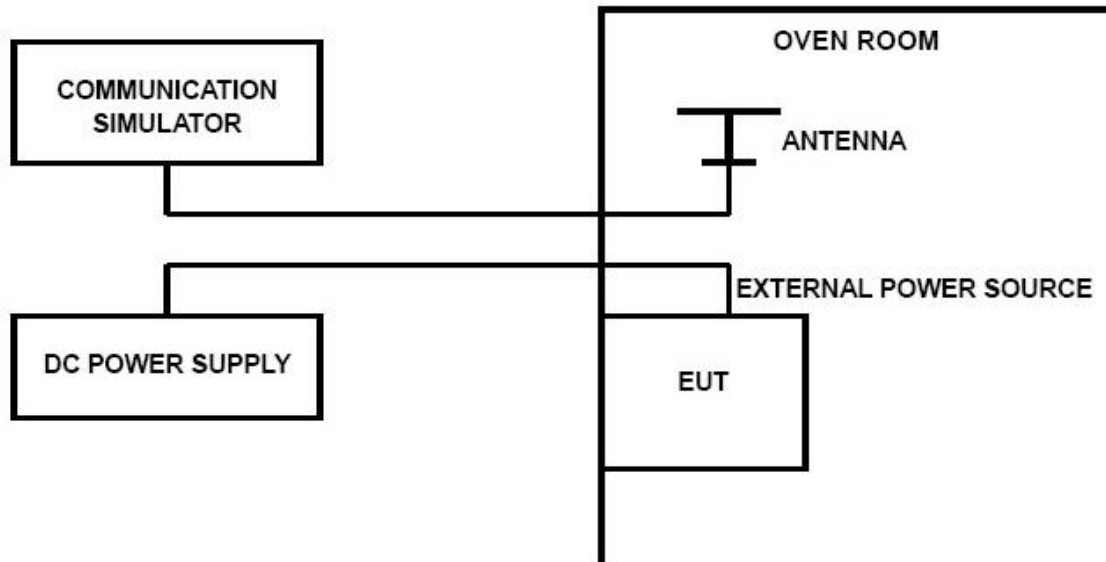 OVEN ROOM
COMMUNICATION
SIMULATOR
ANTENNA
EXTERNAL POWER SOURCE
DC POWER SUPPLY
EUT